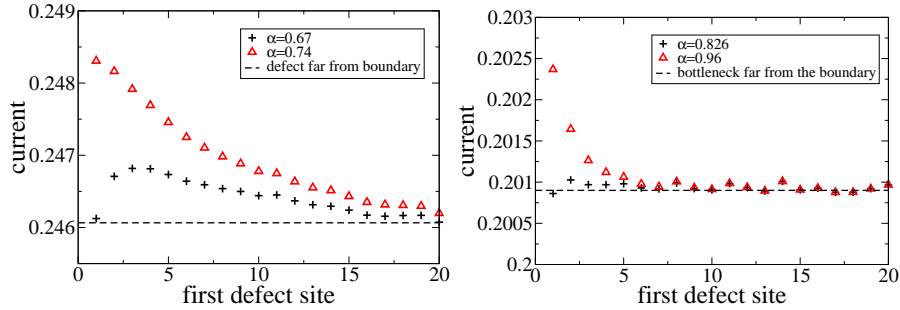 0.249
0.248
0.247
0.246
current
0
5
10
15
20
first defect site
α=0.67
α=0.74
defect far from boundary
0.203
0.2025
0.202
0.2015
0.201
0.2005
0.2
current
0
5
10
15
20
first defect site
α=0.826
α=0.96
bottleneck far from the boundary